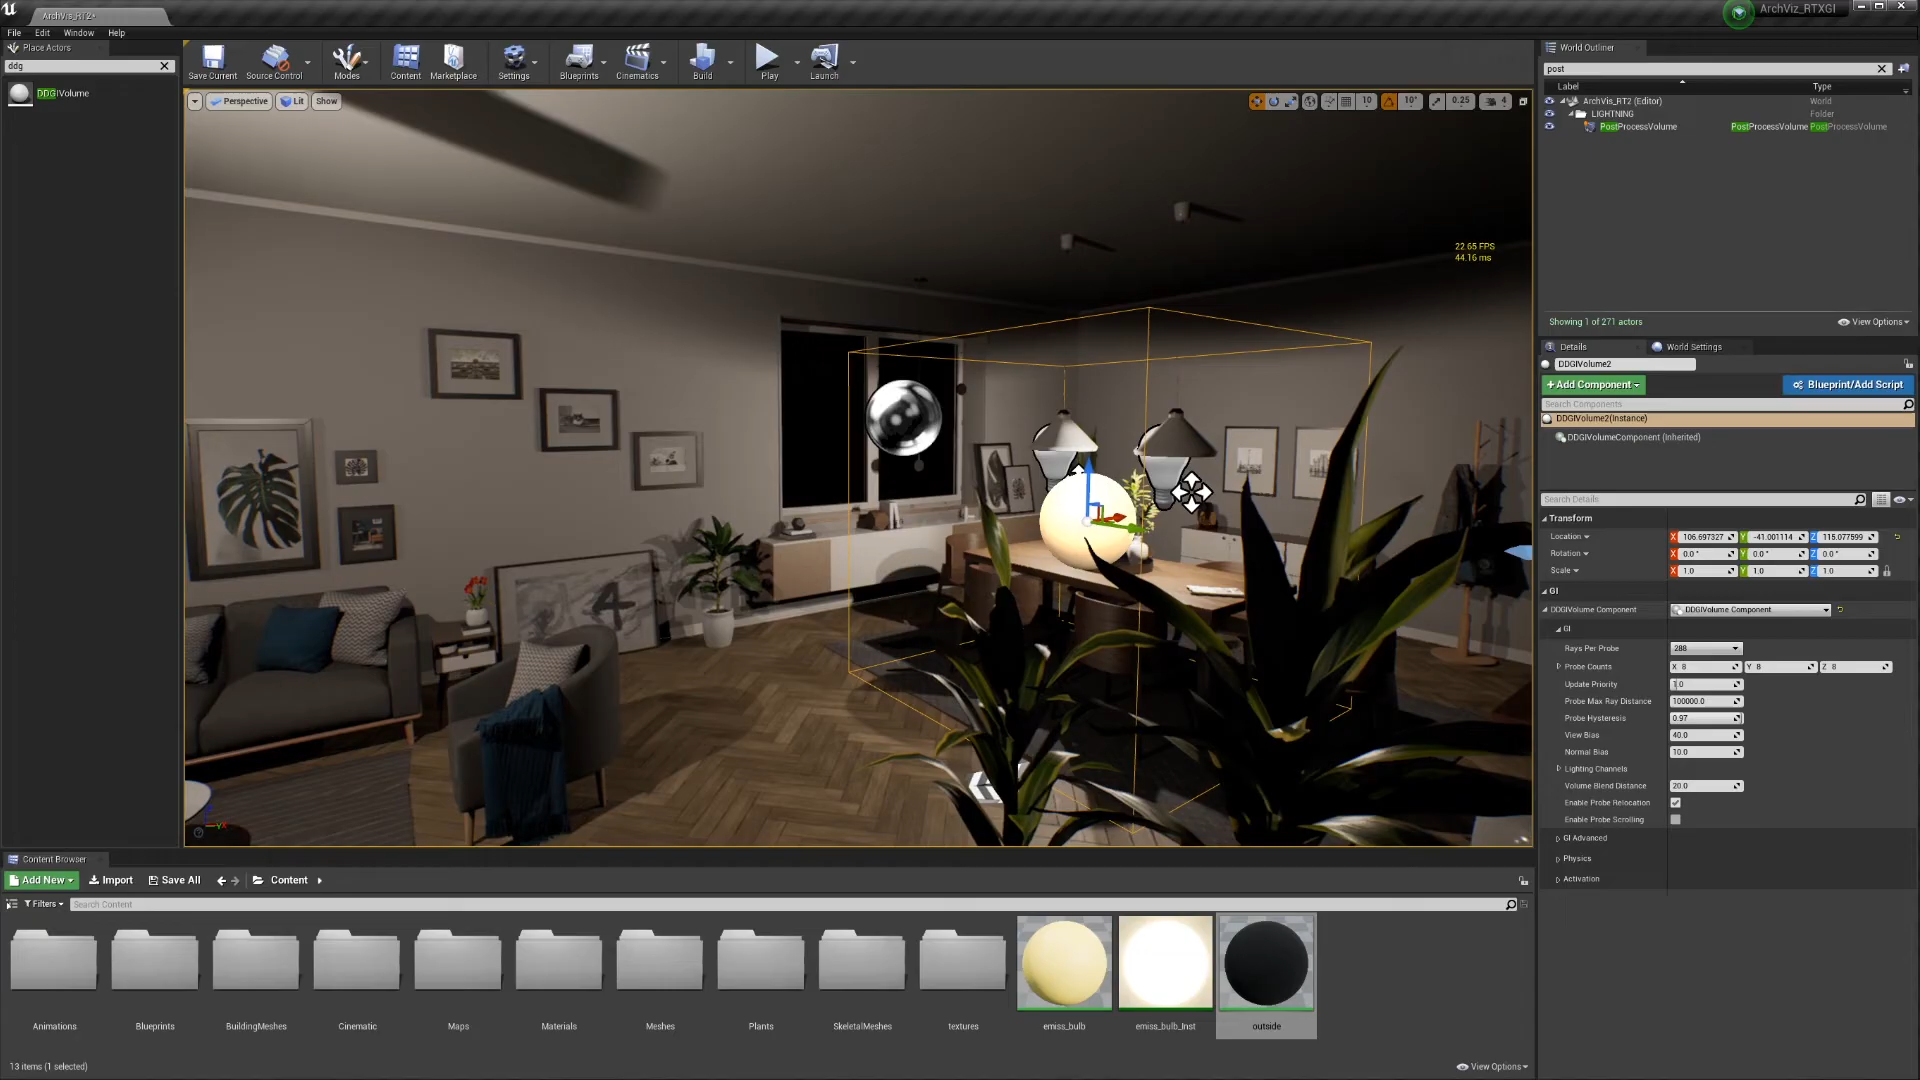 ArchVis_RT2•
ArchViz_RTXGI
File Edit Window Help
Place Actors
ddg
DDGIVolume
Save Current
Source Control
Modes
Content
Marketplace
Settings
Blueprints
Cinematics
Build
Play
Launch
Perspective
Lit
Show
10
10°
0.25
4
22.65 FPS
44.16 ms
World Outliner
post
Label Type
ArchVis_RT2 (Editor) World
LIGHTNING Folder
PostProcessVolume PostProcessVolume PostProcessVolume
Showing 1 of 271 actors
View Options
Details
World Settings
DDGIVolume2
+Add Component
Blueprint/Add Script
Search Components
DDGIVolume2(Instance)
DDGIVolumeComponent (Inherited)
Search Details
Transform
Location X 106.697327 Y -41.001114 Z 115.077599
Rotation X 0.0° Y 0.0° Z 0.0°
Scale X 1.0 Y 1.0 Z 1.0
GI
DDGIVolume Component DDGIVolume Component
GI
Rays Per Probe 288
Probe Counts X 8 Y 8 Z 8
Update Priority 1.0
Probe Max Ray Distance 100000.0
Probe Hysteresis 0.97
View Bias 40.0
Normal Bias 10.0
Lighting Channels
Volume Blend Distance 20.0
Enable Probe Relocation
Enable Probe Scrolling
GI Advanced
Physics
Activation
Content Browser
Add New
Import
Save All
Content
Filters
Search Content
Animations
Blueprints
BuildingMeshes
Cinematic
Maps
Materials
Meshes
Plants
SkeletalMeshes
textures
emiss_bulb
emiss_bulb_Inst
outside
13 items (1 selected)
View Options